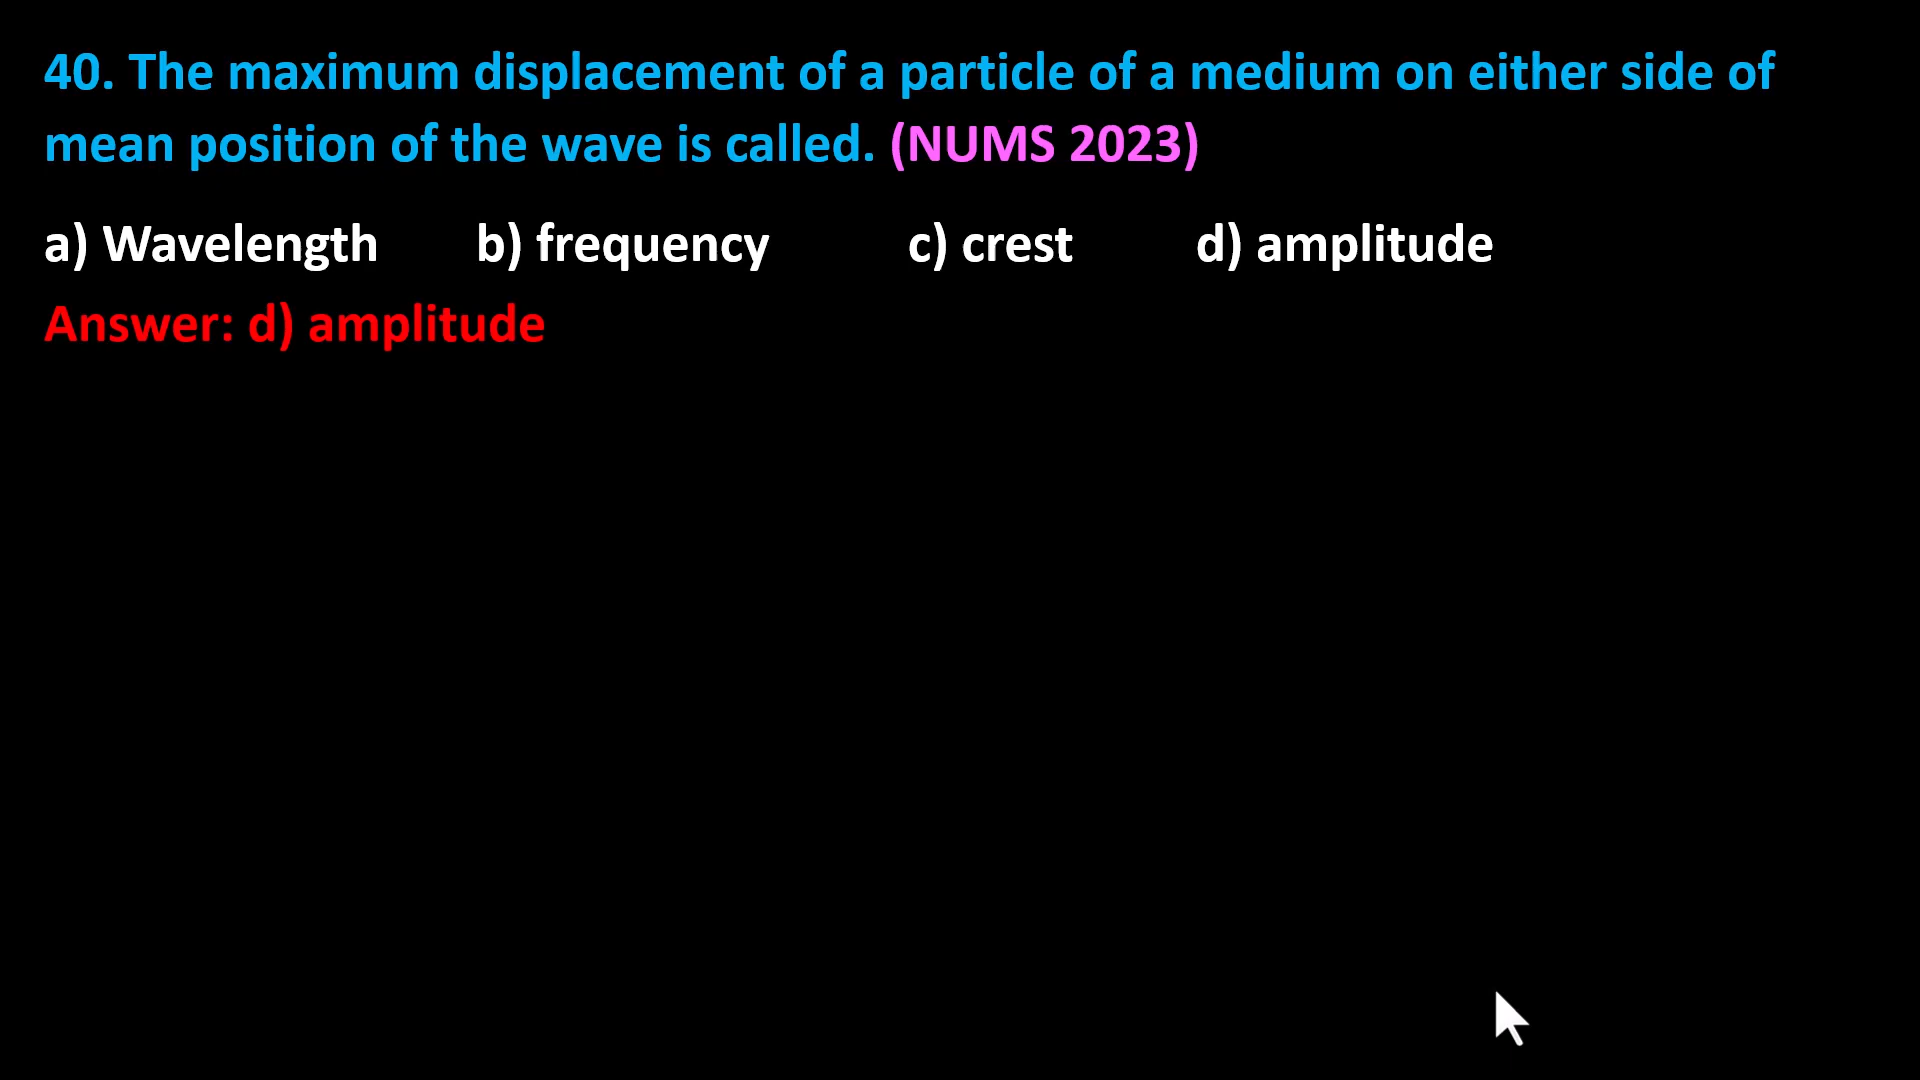 40. The maximum displacement of a particle of a medium on either side of
mean position of the wave is called. (NUMS 2023)
a) Wavelength b) frequency c) crest d) amplitude
Answer: d) amplitude